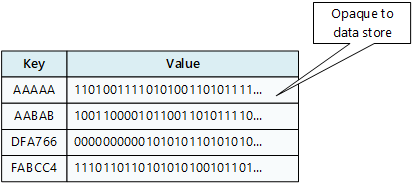 Opaque to
data store
Key Value
AAAAA 1101001111010100110101111...
AABAB 1001100001011001101011110...
DFA766 0000000000101010110101010...
FABCC4 1110110110101010100101101...